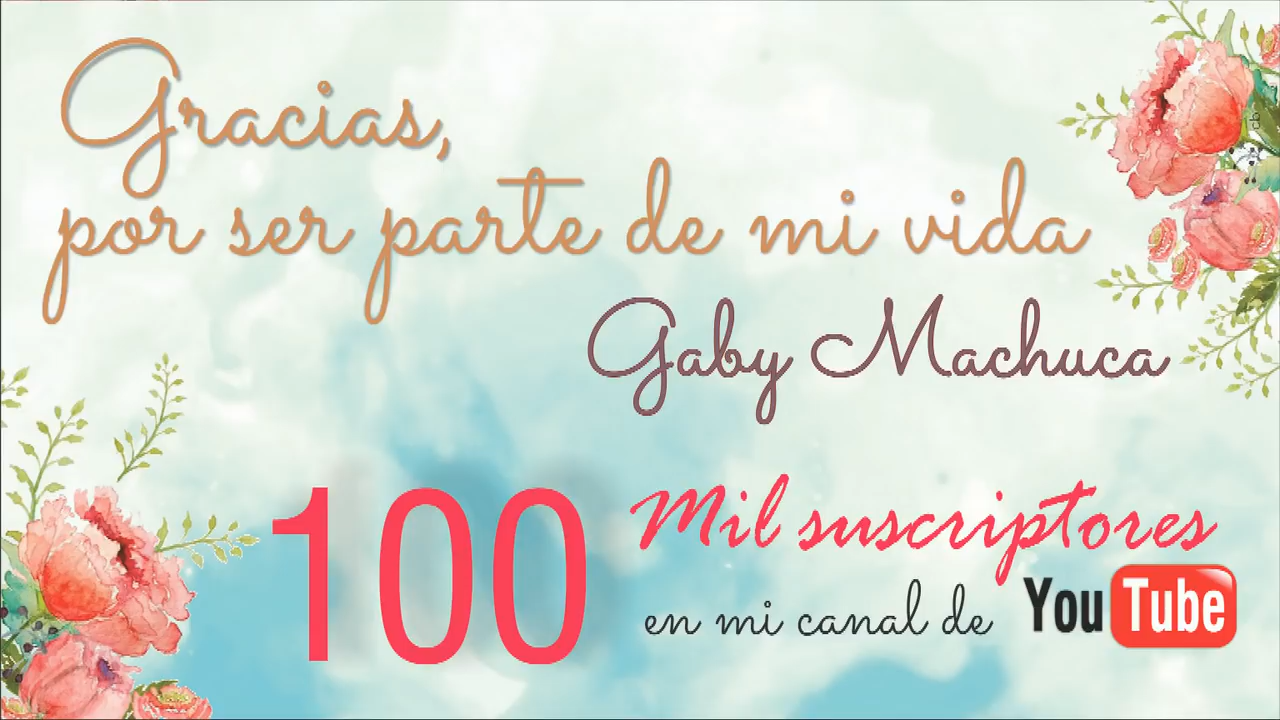 Gracias,
por ser parte de mi vida
Gaby Machuca
100 Mil suscriptores
en mi canal de YouTube